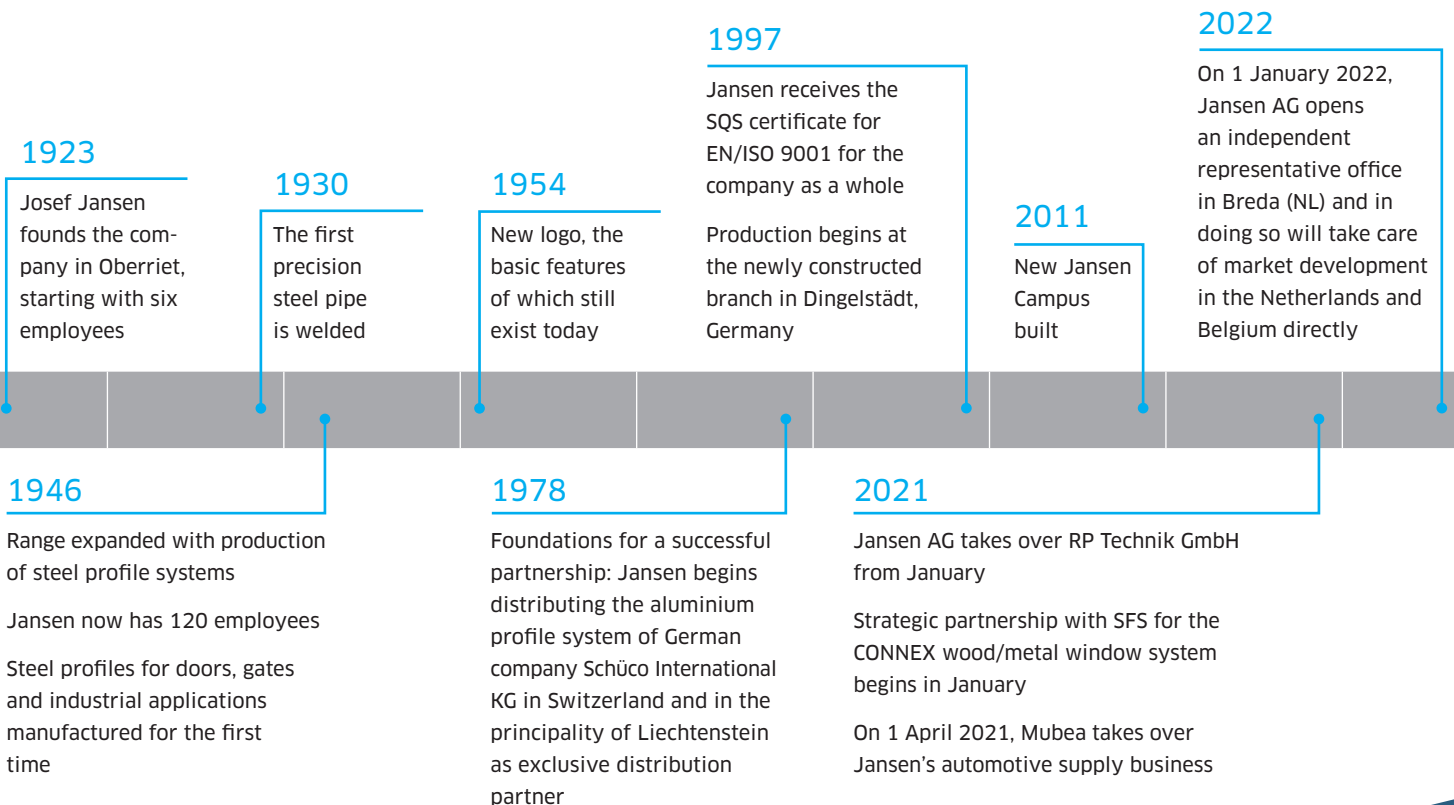 1923
Josef Jansen
founds the com-
pany in Oberriet,
starting with six
employees
1930
The first
precision
steel pipe
is welded
1954
New logo, the
basic features
of which still
exist today
1997
Jansen receives the
SQS certificate for
EN/ISO 9001 for the
company as a whole
Production begins at
the newly constructed
branch in Dingelstädt,
Germany
2011
New Jansen
Campus
built
2022
On 1 January 2022,
Jansen AG opens
an independent
representative office
in Breda (NL) and in
doing so will take care
of market development
in the Netherlands and
Belgium directly
1946
Range expanded with production
of steel profile systems
Jansen now has 120 employees
Steel profiles for doors, gates
and industrial applications
manufactured for the first
time
1978
Foundations for a successful
partnership: Jansen begins
distributing the aluminium
profile system of German
company Schüco International
KG in Switzerland and in the
principality of Liechtenstein
as exclusive distribution
partner
2021
Jansen AG takes over RP Technik GmbH
from January
Strategic partnership with SFS for the
CONNEX wood/metal window system
begins in January
On 1 April 2021, Mubea takes over
Jansen’s automotive supply business